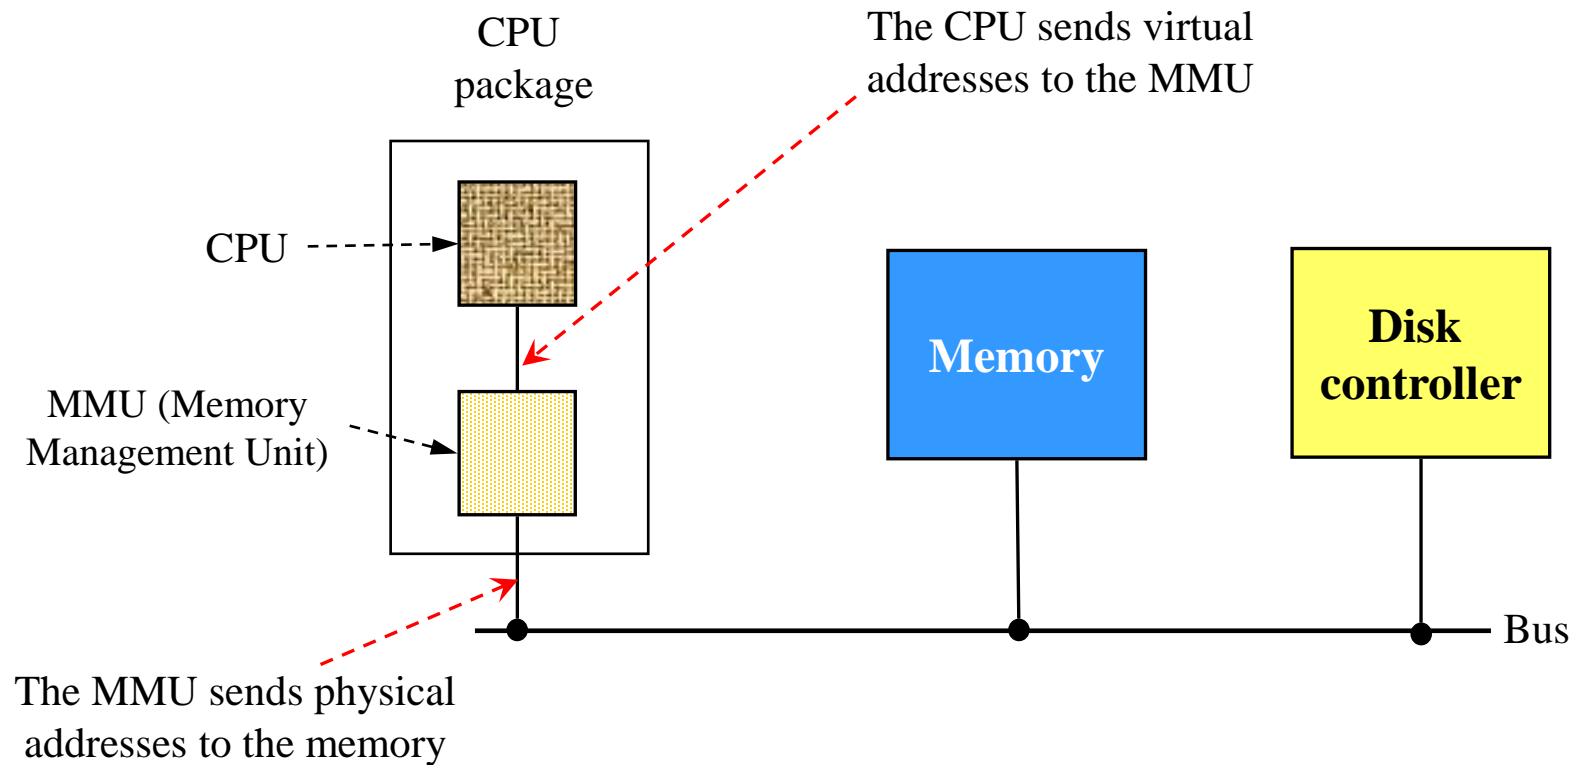 CPU
package
The CPU sends virtual
addresses to the MMU
CPU
Memory
Disk
controller
MMU (Memory
Management Unit)
Bus
The MMU sends physical
addresses to the memory